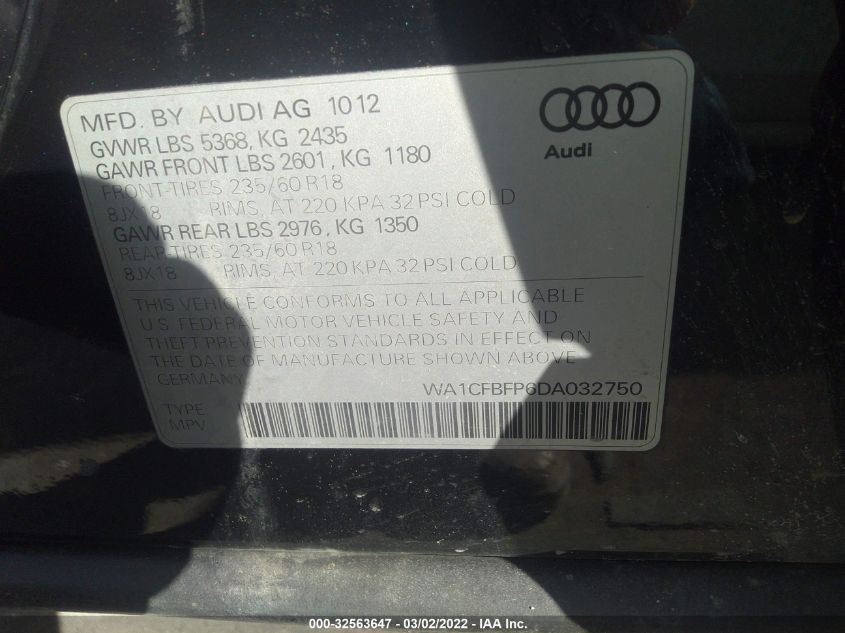 MFD. BY AUDI AG 1012
GVWR LBS 5368, KG 2435
GAWR FRONT LBS 2601, KG 1180
FRONT-TIRES 235/60 R18
8JX18 RIMS, AT 220 KPA 32 PSI COLD
GAWR REAR LBS 2976, KG 1350
REAR-TIRES 235/60 R18
8JX18 RIMS, AT 220 KPA 32 PSI COLD
Audi
THIS VEHICLE CONFORMS TO ALL APPLICABLE
U.S. FEDERAL MOTOR VEHICLE SAFETY AND
THEFT PREVENTION STANDARDS IN EFFECT ON
THE DATE OF MANUFACTURE SHOWN ABOVE
GERMANY
WA1CFBFP6DA032750
TYPE
MPV
000-32563647 - 03/02/2022 - IAA Inc.